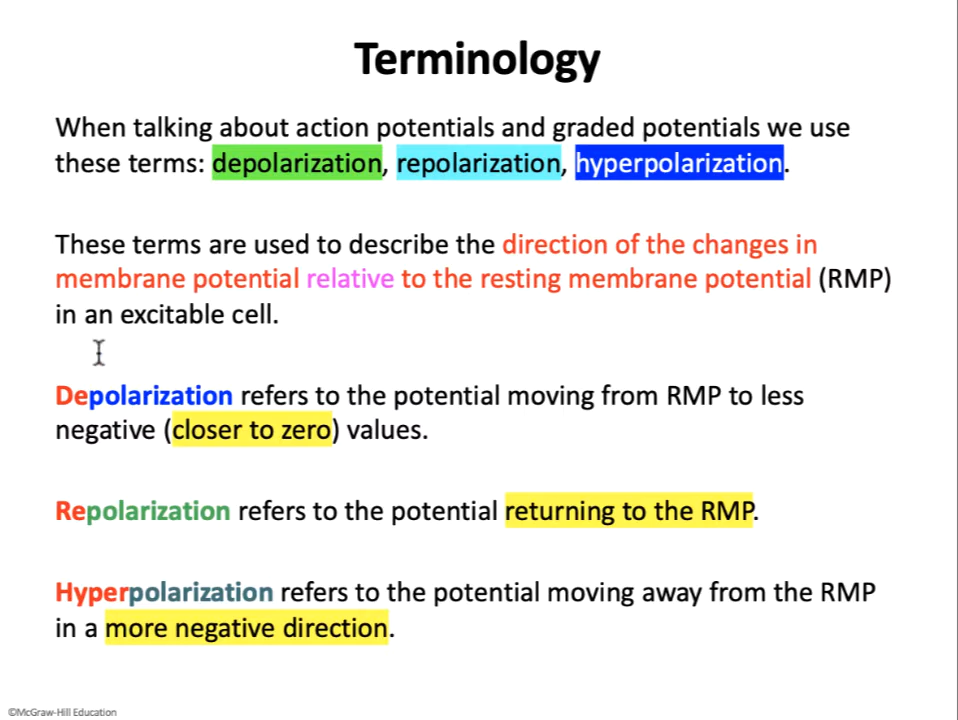 Terminology
When talking about action potentials and graded potentials we use
these terms: depolarization, repolarization, hyperpolarization.
These terms are used to describe the direction of the changes in
membrane potential relative to the resting membrane potential (RMP)
in an excitable cell.
Depolarization refers to the potential moving from RMP to less
negative (closer to zero) values.
Repolarization refers to the potential returning to the RMP.
Hyperpolarization refers to the potential moving away from the RMP
in a more negative direction.
©McGraw-Hill Education